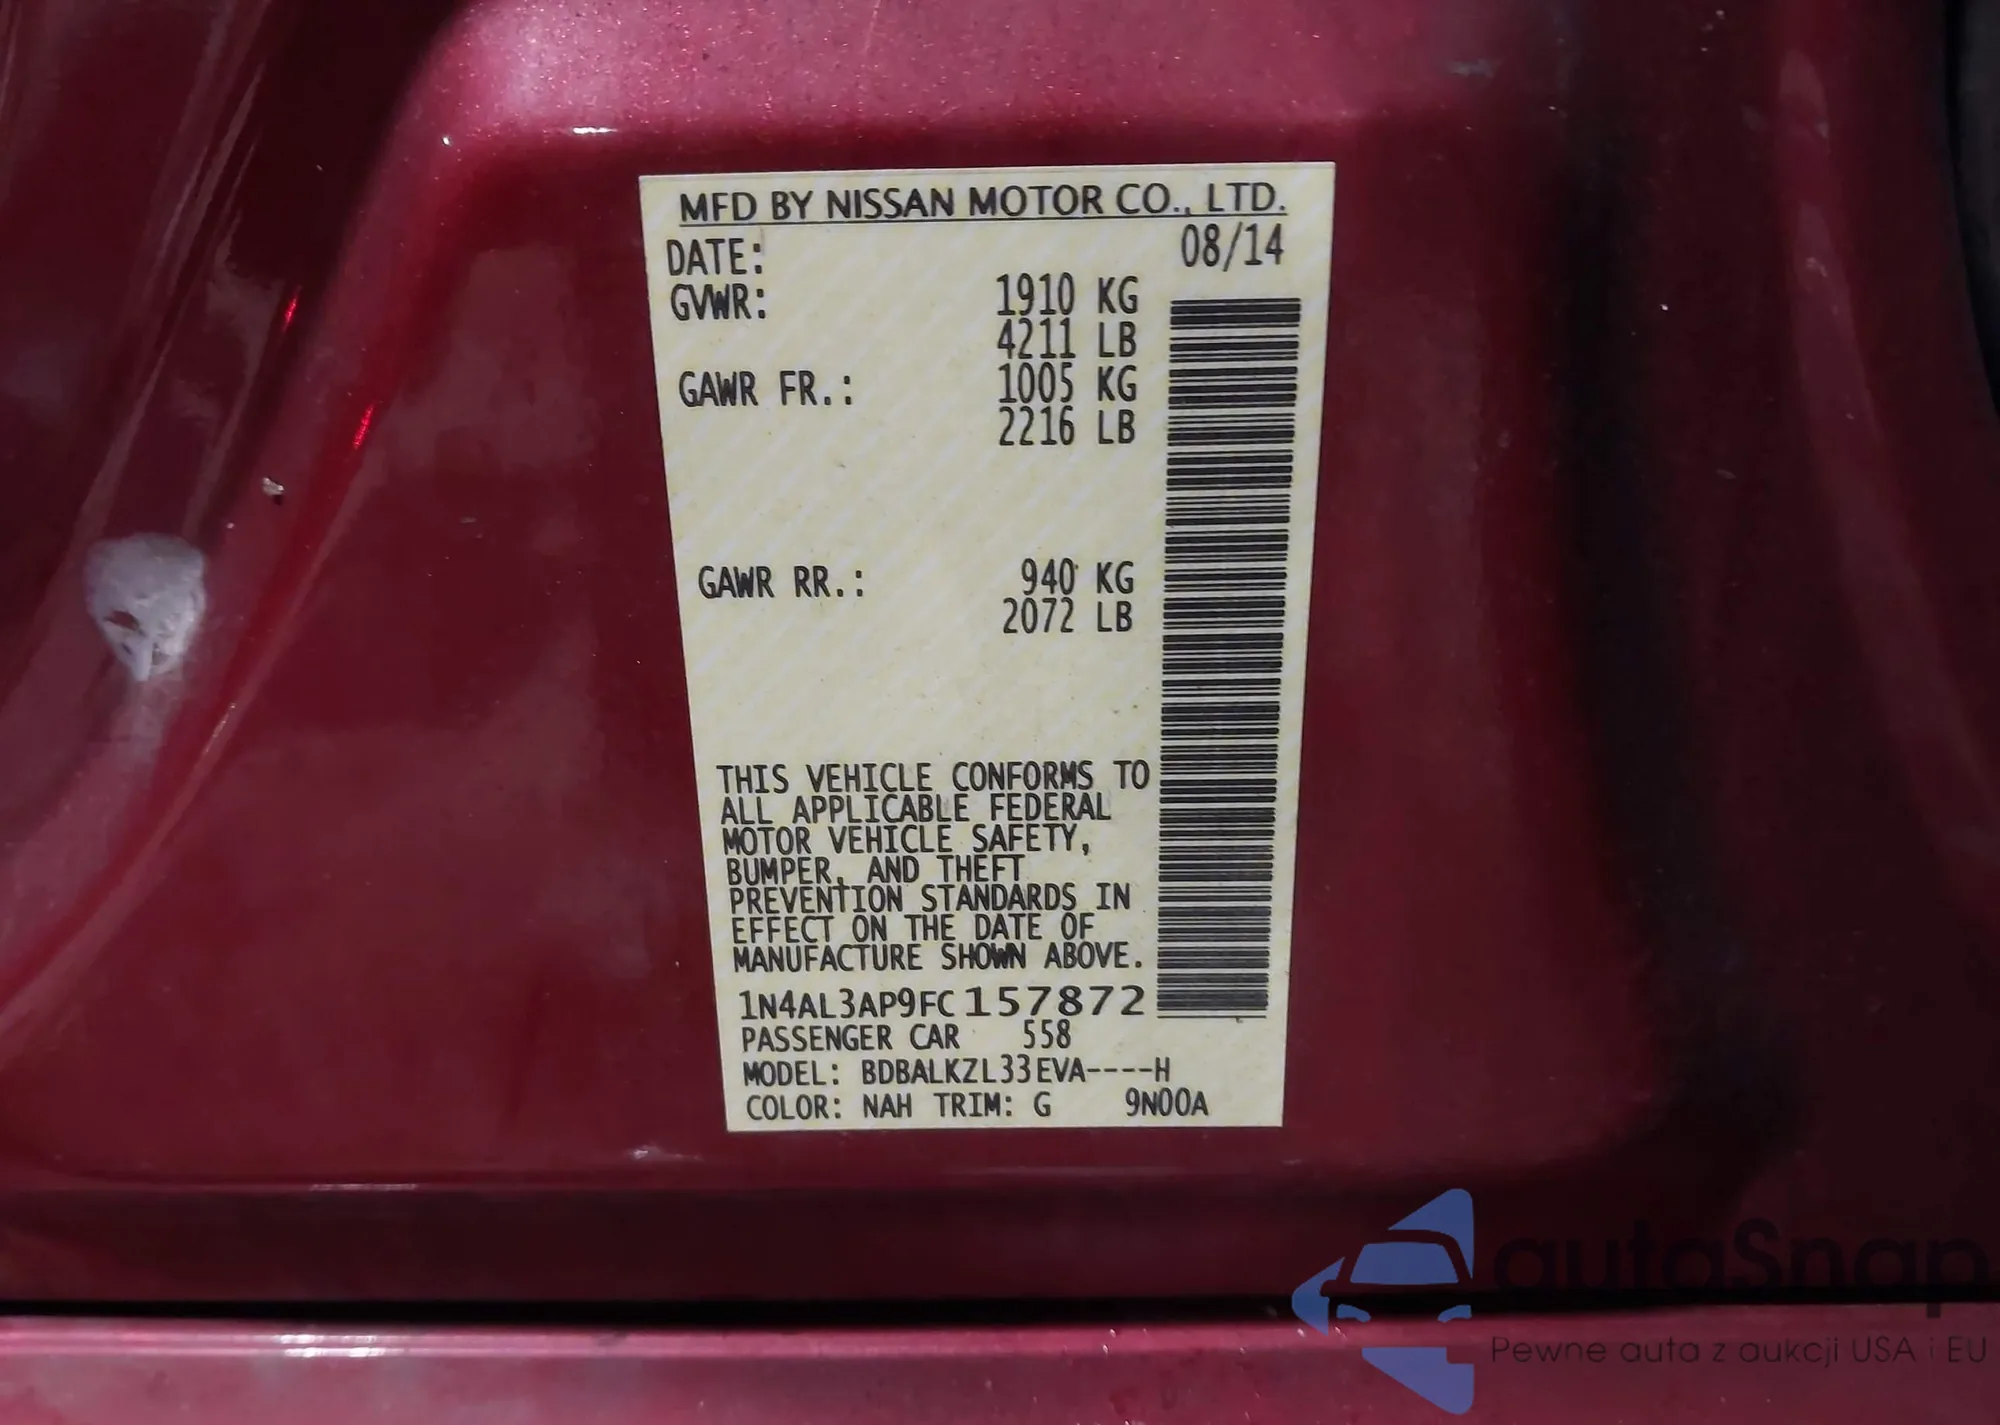 MFD BY NISSAN MOTOR CO., LTD.
DATE: 08/14
GVWR: 1910 KG
4211 LB
GAWR FR.: 1005 KG
2216 LB
GAWR RR.: 940 KG
2072 LB
THIS VEHICLE CONFORMS TO
ALL APPLICABLE FEDERAL
MOTOR VEHICLE SAFETY,
BUMPER, AND THEFT
PREVENTION STANDARDS IN
EFFECT ON THE DATE OF
MANUFACTURE SHOWN ABOVE.
1N4AL3AP9FC157872
PASSENGER CAR 558
MODEL: BDBALKZL33EVA----H
COLOR: NAH TRIM: G 9N00A
autaSnap
Pewne auta z aukcji USA i EU